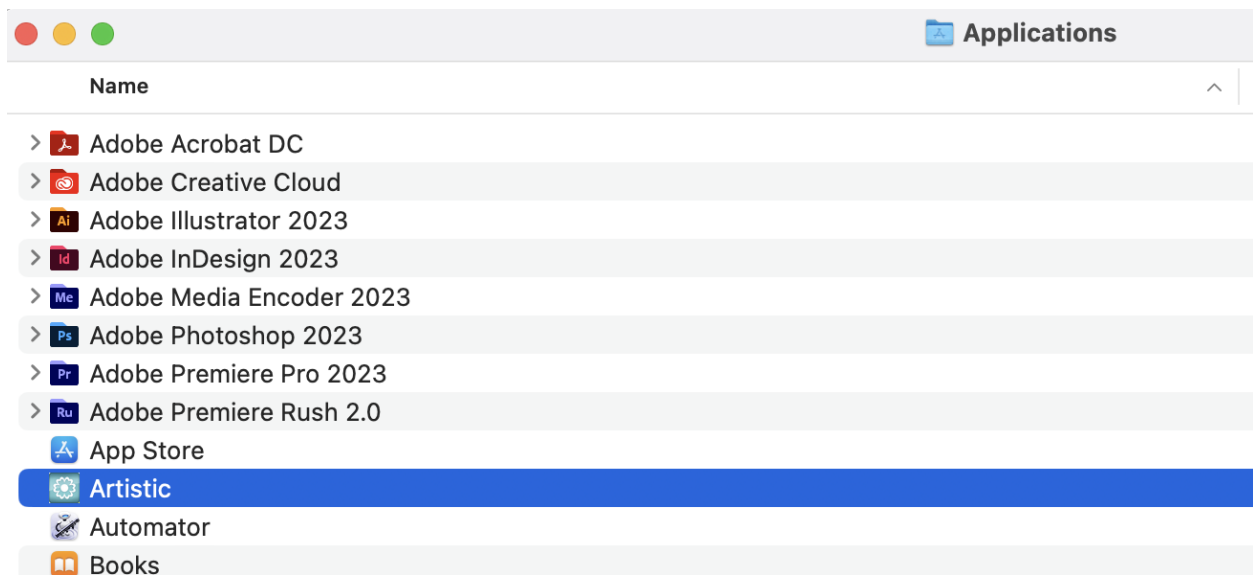 Applications
Name
Adobe Acrobat DC
Adobe Creative Cloud
Ai Adobe Illustrator 2023
Id Adobe InDesign 2023
Me Adobe Media Encoder 2023
Ps Adobe Photoshop 2023
Pr Adobe Premiere Pro 2023
Ru Adobe Premiere Rush 2.0
App Store
Artistic
Automator
Books